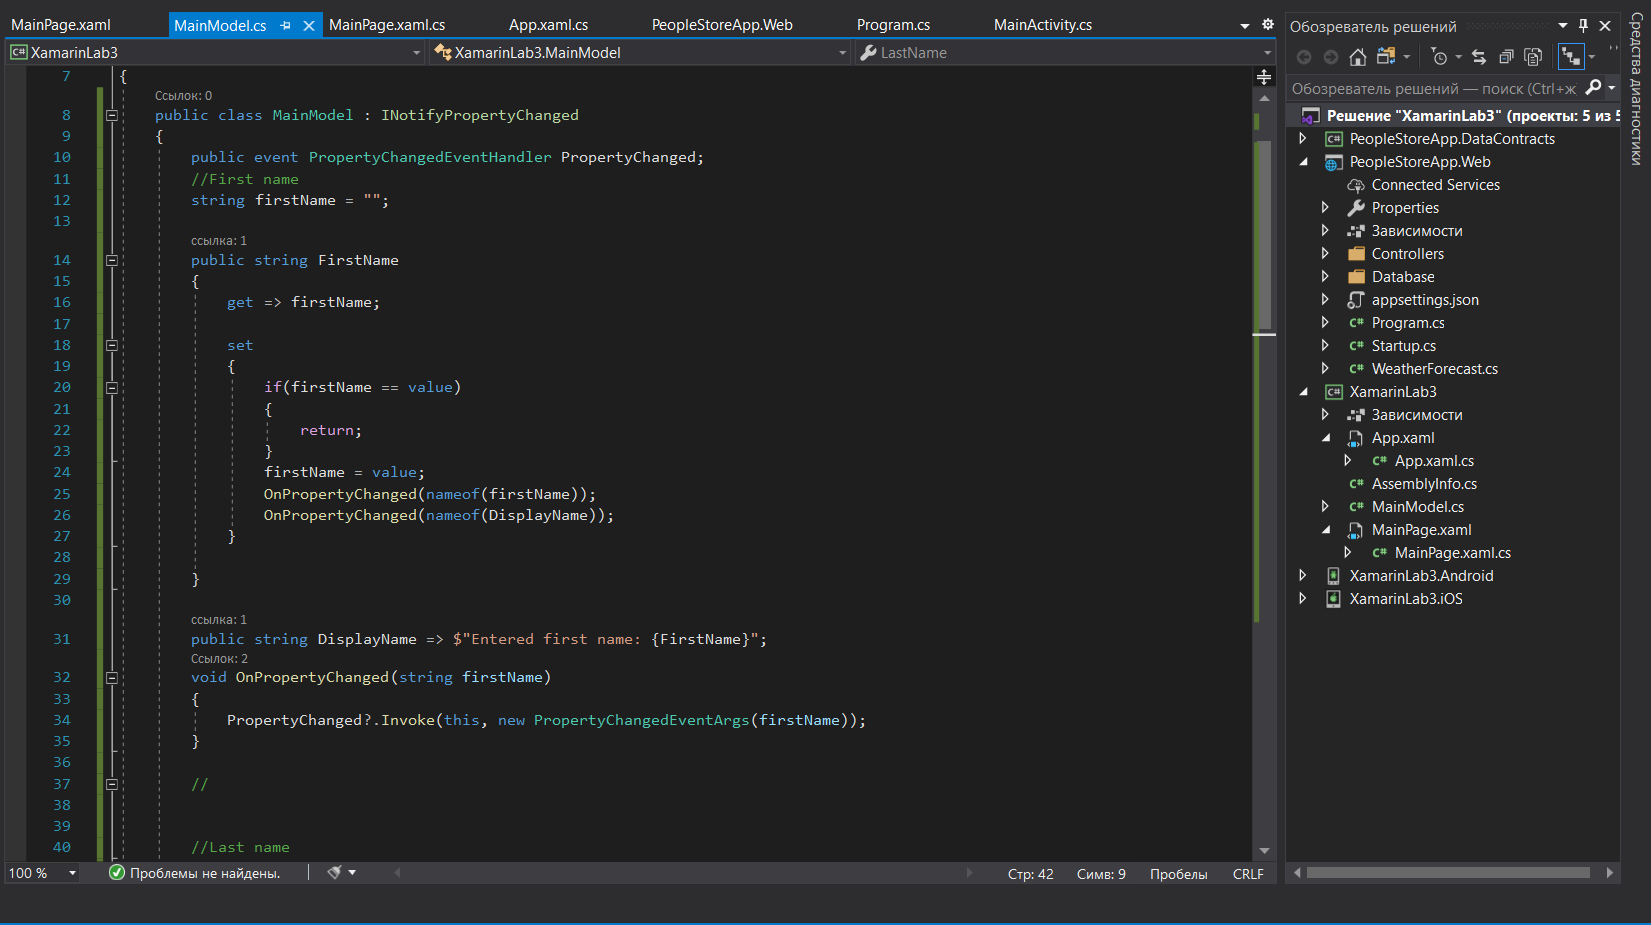 MainPage.xaml MainModel.cs MainPage.xaml.cs App.xaml.cs PeopleStoreApp.Web Program.cs MainActivity.cs
XamarinLab3 XamarinLab3.MainModel LastName
7 {
Ссылок: 0
8 public class MainModel : INotifyPropertyChanged
9 {
10 public event PropertyChangedEventHandler PropertyChanged;
11 //First name
12 string firstName = "";
13
ссылка: 1
14 public string FirstName
15 {
16 get => firstName;
17
18 set
19 {
20 if(firstName == value)
21 {
22 return;
23 }
24 firstName = value;
25 OnPropertyChanged(nameof(firstName));
26 OnPropertyChanged(nameof(DisplayName));
27 }
28
29 }
30
ссылка: 1
31 public string DisplayName => $"Entered first name: {FirstName}";
Ссылок: 2
32 void OnPropertyChanged(string firstName)
33 {
34 PropertyChanged?.Invoke(this, new PropertyChangedEventArgs(firstName));
35 }
36
37 //
38
39
40 //Last name
100 % Проблемы не найдены. Стр: 42 Симв: 9 Пробелы CRLF
Обозреватель решений
Обозреватель решений — поиск (Ctrl+ж
Решение "XamarinLab3" (проекты: 5 из 5
PeopleStoreApp.DataContracts
PeopleStoreApp.Web
Connected Services
Properties
Зависимости
Controllers
Database
appsettings.json
C# Program.cs
C# Startup.cs
C# WeatherForecast.cs
C# XamarinLab3
Зависимости
App.xaml
C# App.xaml.cs
C# AssemblyInfo.cs
C# MainModel.cs
MainPage.xaml
C# MainPage.xaml.cs
XamarinLab3.Android
XamarinLab3.iOS
Средства диагностики